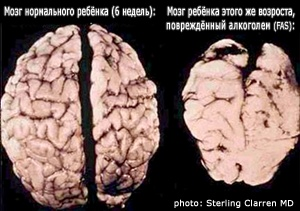 Мозг нормального ребёнка (6 недель):
Мозг ребёнка этого же возраста,
повреждённый алкоголем (FAS):
photo: Sterling Clarren MD